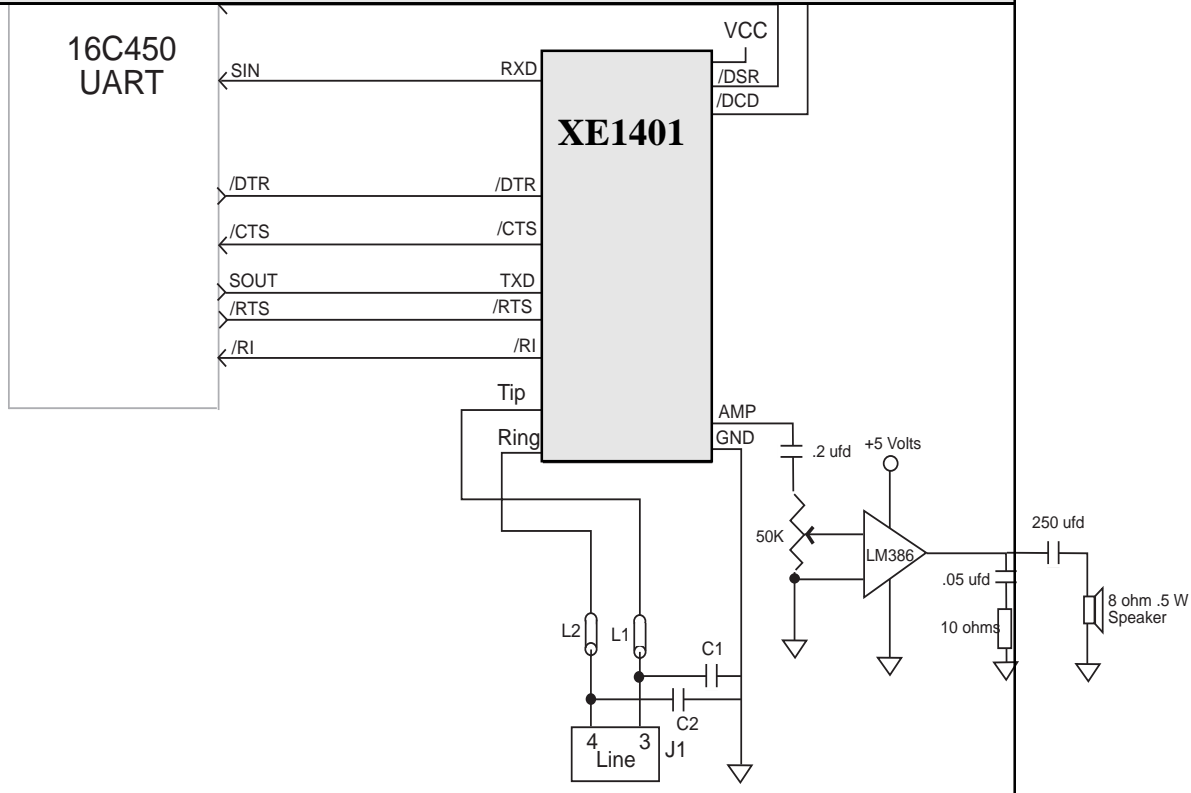 16C450
UART
SIN
RXD
VCC
/DSR
/DCD
XE1401
/DTR
/DTR
/CTS
/CTS
SOUT
TXD
/RTS
/RTS
/RI
/RI
Tip
Ring
AMP
GND
.2 ufd
+5 Volts
50K
LM386
250 ufd
.05 ufd
10 ohms
8 ohm .5 W
Speaker
L2
L1
C1
C2
4
3
Line
J1